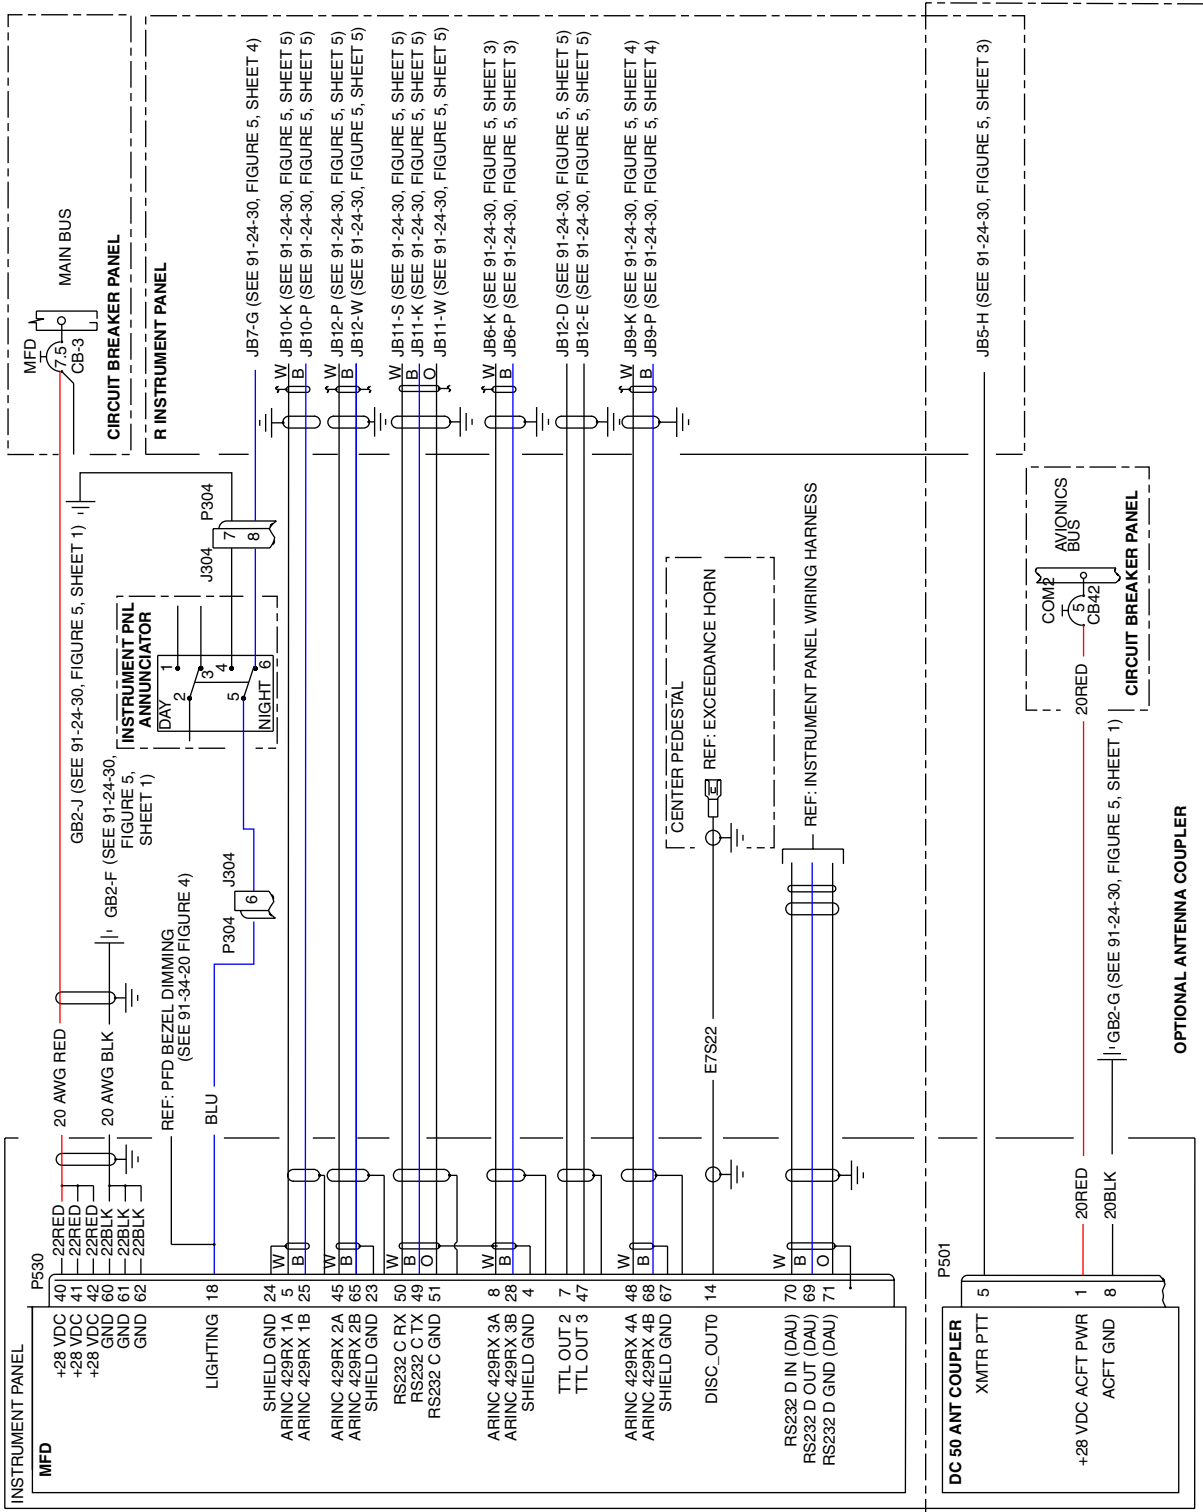 INSTRUMENT PANEL
MFD
P530
+28 VDC 40 22RED
+28 VDC 41 22RED
+28 VDC 42 22RED
GND 60 22BLK
GND 61 22BLK
GND 62 22BLK
20 AWG RED
20 AWG BLK
GB2-F (SEE 91-24-30,
FIGURE 5,
SHEET 1)
GB2-J (SEE 91-24-30, FIGURE 5, SHEET 1)
MFD
7.5
CB-3
MAIN BUS
CIRCUIT BREAKER PANEL
R INSTRUMENT PANEL
REF: PFD BEZEL DIMMING
(SEE 91-34-20 FIGURE 4)
LIGHTING 18
BLU
P304
J304
6
INSTRUMENT PNL
ANNUNCIATOR
DAY
1
2
3
4
5
6
NIGHT
J304
P304
7
8
JB7-G (SEE 91-24-30, FIGURE 5, SHEET 4)
SHIELD GND 24
ARINC 429RX 1A 5 W
ARINC 429RX 1B 25 B
W JB10-K (SEE 91-24-30, FIGURE 5, SHEET 5)
B JB10-P (SEE 91-24-30, FIGURE 5, SHEET 5)
ARINC 429RX 2A 45 W
ARINC 429RX 2B 65 B
SHIELD GND 23
W JB12-P (SEE 91-24-30, FIGURE 5, SHEET 5)
B JB12-W (SEE 91-24-30, FIGURE 5, SHEET 5)
RS232 C RX 50 W
RS232 C TX 49 B
RS232 C GND 51 O
W JB11-S (SEE 91-24-30, FIGURE 5, SHEET 5)
B JB11-K (SEE 91-24-30, FIGURE 5, SHEET 5)
O JB11-W (SEE 91-24-30, FIGURE 5, SHEET 5)
ARINC 429RX 3A 8 W
ARINC 429RX 3B 28 B
SHIELD GND 4
W JB6-K (SEE 91-24-30, FIGURE 5, SHEET 3)
B JB6-P (SEE 91-24-30, FIGURE 5, SHEET 3)
TTL OUT 2 7
TTL OUT 3 47
JB12-D (SEE 91-24-30, FIGURE 5, SHEET 5)
JB12-E (SEE 91-24-30, FIGURE 5, SHEET 5)
ARINC 429RX 4A 48 W
ARINC 429RX 4B 68 B
SHIELD GND 67
W JB9-K (SEE 91-24-30, FIGURE 5, SHEET 4)
B JB9-P (SEE 91-24-30, FIGURE 5, SHEET 4)
DISC_OUT0 14
E7S22
CENTER PEDESTAL
REF: EXCEEDANCE HORN
RS232 D IN (DAU) 70 W
RS232 D OUT (DAU) 69 B
RS232 D GND (DAU) 71 O
REF: INSTRUMENT PANEL WIRING HARNESS
P501
DC 50 ANT COUPLER
XMTR PTT 5
JB5-H (SEE 91-24-30, FIGURE 5, SHEET 3)
+28 VDC ACFT PWR 1 20RED
20RED
ACFT GND 8 20BLK
GB2-G (SEE 91-24-30, FIGURE 5, SHEET 1)
COM2
5
CB42
AVIONICS
BUS
CIRCUIT BREAKER PANEL
OPTIONAL ANTENNA COUPLER